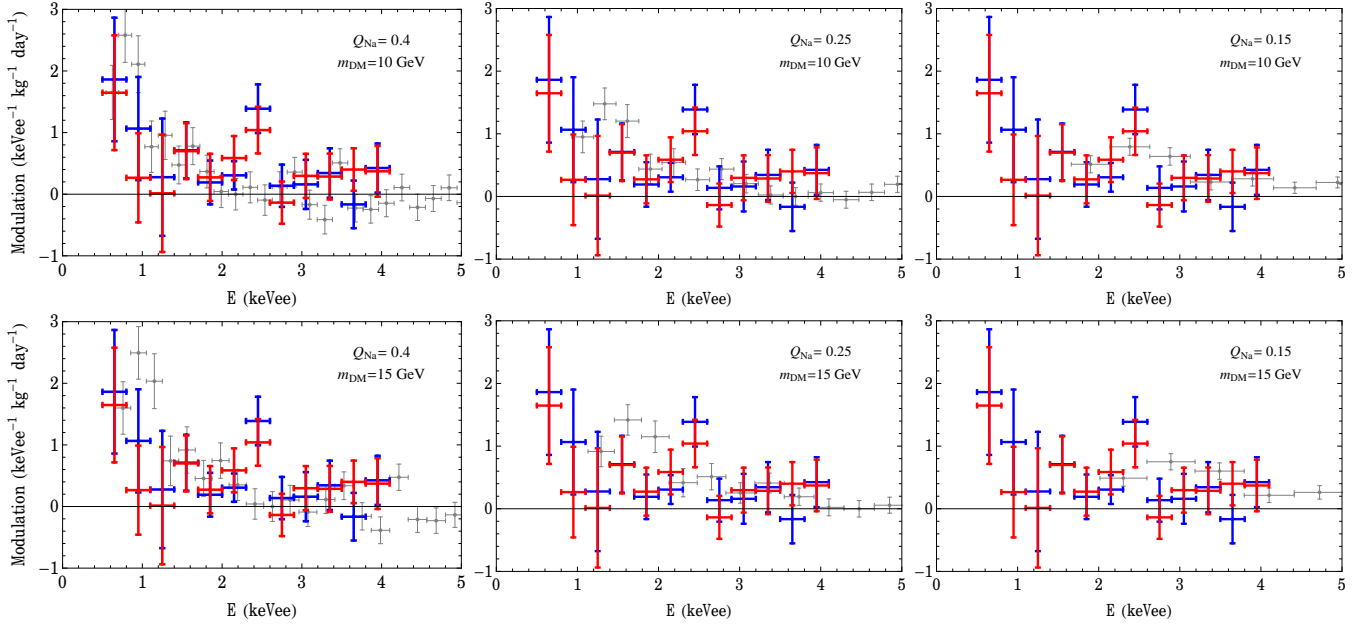 Modulation (keVee⁻¹ kg⁻¹ day⁻¹)
3
2
1
0
−1
Q_Na = 0.4
m_DM=10 GeV
0 1 2 3 4 5
E (keVee)
3
2
1
0
−1
Q_Na = 0.25
m_DM=10 GeV
0 1 2 3 4 5
E (keVee)
3
2
1
0
−1
Q_Na = 0.15
m_DM=10 GeV
0 1 2 3 4 5
E (keVee)
Modulation (keVee⁻¹ kg⁻¹ day⁻¹)
3
2
1
0
−1
Q_Na = 0.4
m_DM=15 GeV
0 1 2 3 4 5
E (keVee)
3
2
1
0
−1
Q_Na = 0.25
m_DM=15 GeV
0 1 2 3 4 5
E (keVee)
3
2
1
0
−1
Q_Na = 0.15
m_DM=15 GeV
0 1 2 3 4 5
E (keVee)